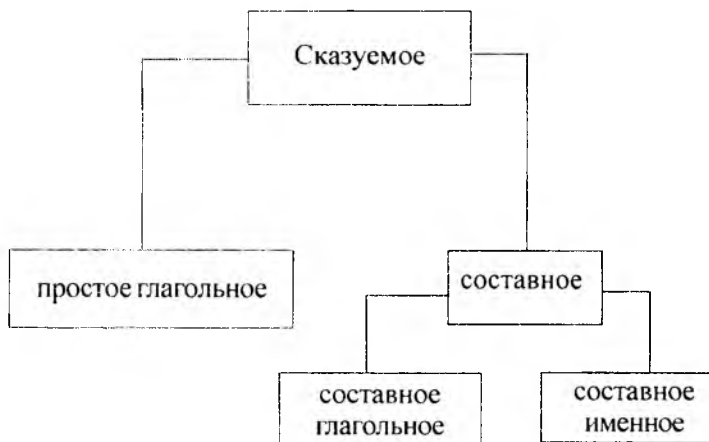 Сказуемое
простое глагольное
составное
составное
глагольное
составное
именное